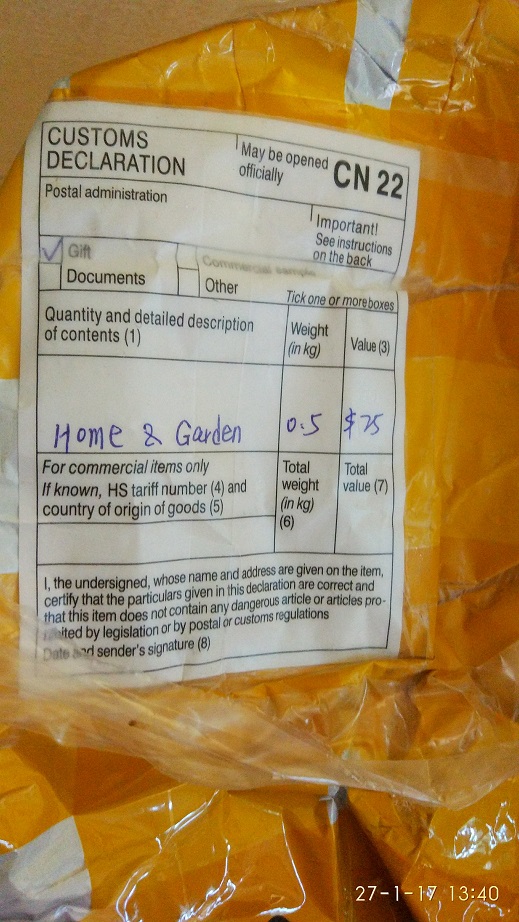 CUSTOMS
DECLARATION
May be opened
officially
CN 22
Postal administration
Important!
See instructions
on the back
Gift
Commercial sample
Documents
Other
Tick one or more boxes
Quantity and detailed description
of contents (1)
Weight
(in kg)
Value (3)
Home & Garden
0.5
$25
For commercial items only
If known, HS tariff number (4) and
country of origin of goods (5)
Total
weight
(in kg)
(6)
Total
value (7)
I, the undersigned, whose name and address are given on the item,
certify that the particulars given in this declaration are correct and
that this item does not contain any dangerous article or articles pro-
hibited by legislation or by postal or customs regulations
Date and sender's signature (8)
27-1-17 13:40